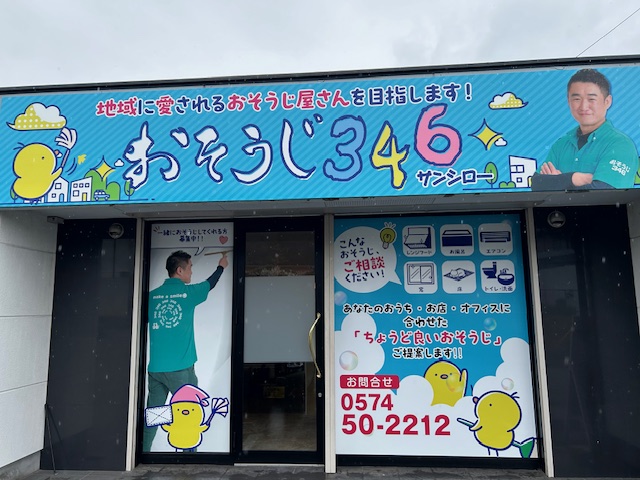 地域に愛されるおそうじ屋さんを目指します！
おそうじ346
サンシロー
おそうじ
346
一緒におそうじしてくれる方
募集中!!
make a smile
こんな
おそうじ、
ご相談
ください！
レンジフード
お風呂
エアコン
窓
床
トイレ・洗面
あなたのおうち・お店・オフィスに
合わせた
「ちょうど良いおそうじ」
ご提案します!!
お問合せ
0574
50-2212